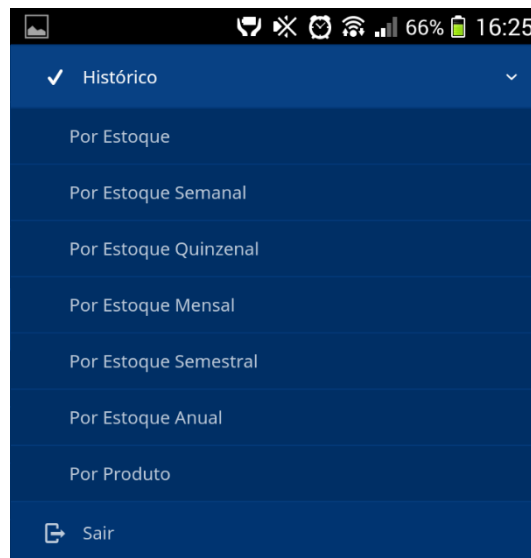 66% 16:25
Histórico
Por Estoque
Por Estoque Semanal
Por Estoque Quinzenal
Por Estoque Mensal
Por Estoque Semestral
Por Estoque Anual
Por Produto
Sair